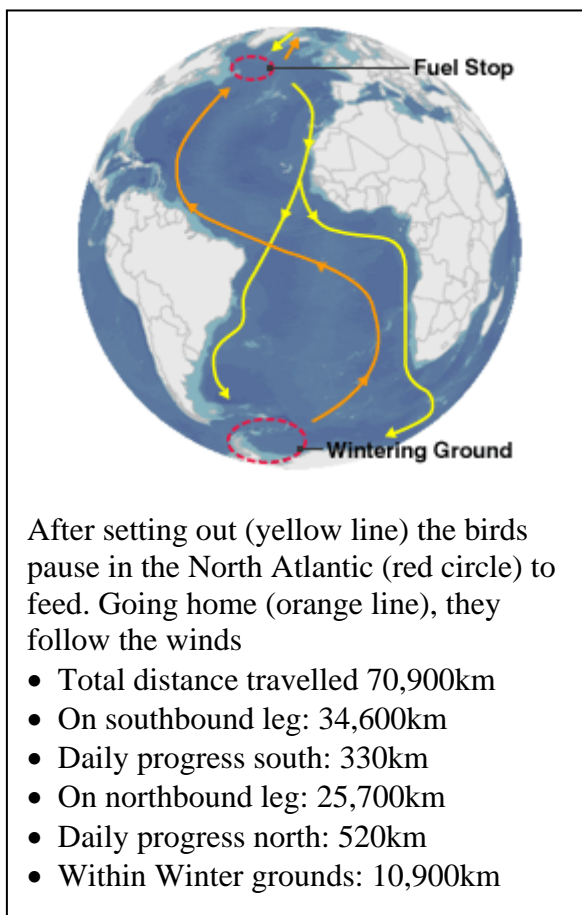 Fuel Stop
Wintering Ground
After setting out (yellow line) the birds
pause in the North Atlantic (red circle) to
feed. Going home (orange line), they
follow the winds
• Total distance travelled 70,900km
• On southbound leg: 34,600km
• Daily progress south: 330km
• On northbound leg: 25,700km
• Daily progress north: 520km
• Within Winter grounds: 10,900km